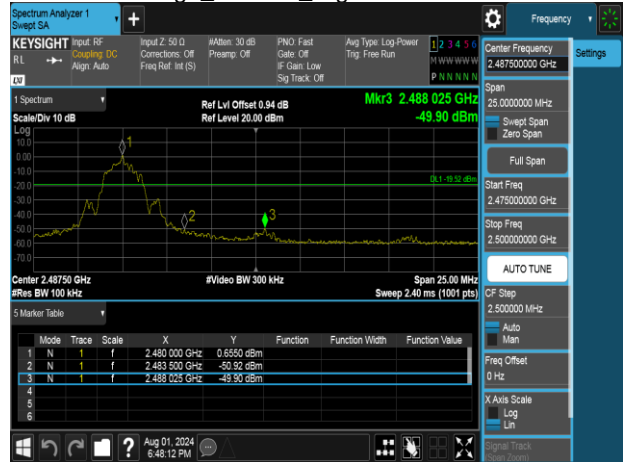 Spectrum Analyzer 1
Swept SA
Frequency
KEYSIGHT
RL
LXI
Input: RF
Coupling: DC
Align: Auto
Input Z: 50 Ω
Corrections: Off
Freq Ref: Int (S)
#Atten: 30 dB
Preamp: Off
PNO: Fast
Gate: Off
IF Gain: Low
Sig Track: Off
Avg Type: Log-Power
Trig: Free Run
1 2 3 4 5 6
M W W W W W
P N N N N N
1 Spectrum
Scale/Div 10 dB
Ref Lvl Offset 0.94 dB
Ref Level 20.00 dBm
Mkr3 2.488 025 GHz
-49.90 dBm
Log
10.0
0.00
-10.0
-20.0
-30.0
-40.0
-50.0
-60.0
-70.0
1
2
3
DL1 -19.52 dBm
Center 2.48750 GHz
#Res BW 100 kHz
#Video BW 300 kHz
Span 25.00 MHz
Sweep 2.40 ms (1001 pts)
5 Marker Table
Mode Trace Scale X Y Function Function Width Function Value
1 N 1 f 2.480 000 GHz 0.6550 dBm
2 N 1 f 2.483 500 GHz -50.92 dBm
3 N 1 f 2.488 025 GHz -49.90 dBm
4
5
6
Aug 01, 2024
6:48:12 PM
Center Frequency
2.487500000 GHz
Settings
Span
25.0000000 MHz
Swept Span
Zero Span
Full Span
Start Freq
2.475000000 GHz
Stop Freq
2.500000000 GHz
AUTO TUNE
CF Step
2.500000 MHz
Auto
Man
Freq Offset
0 Hz
X Axis Scale
Log
Lin
Signal Track
(Span Zoom)